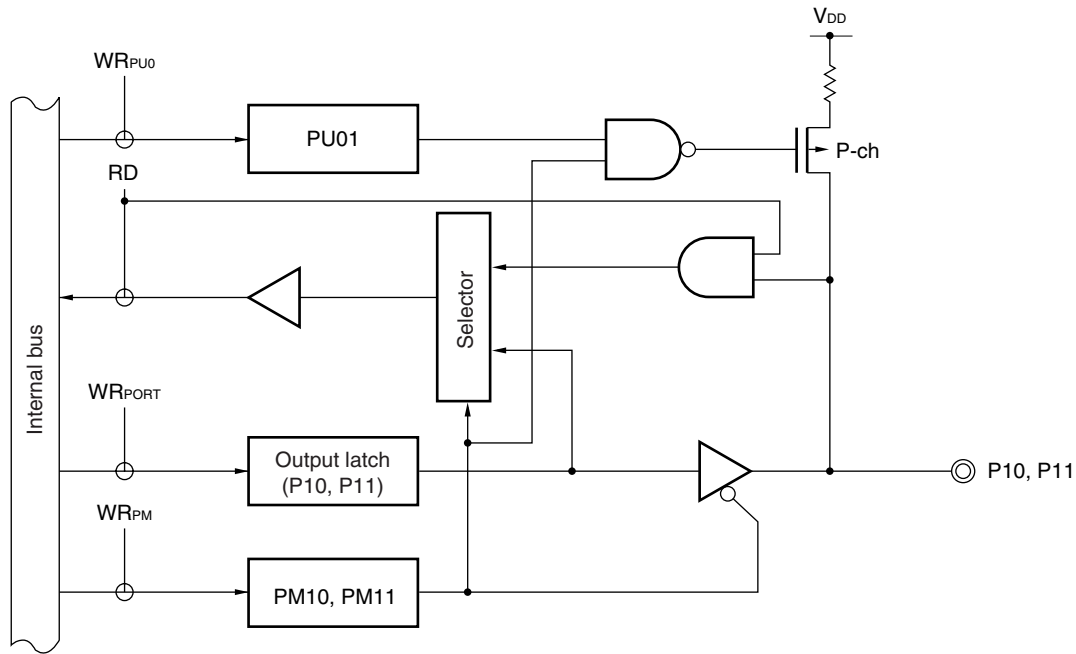 VDD
WRPU0
PU01
P-ch
RD
Selector
Internal bus
WRPORT
Output latch
(P10, P11)
P10, P11
WRPM
PM10, PM11